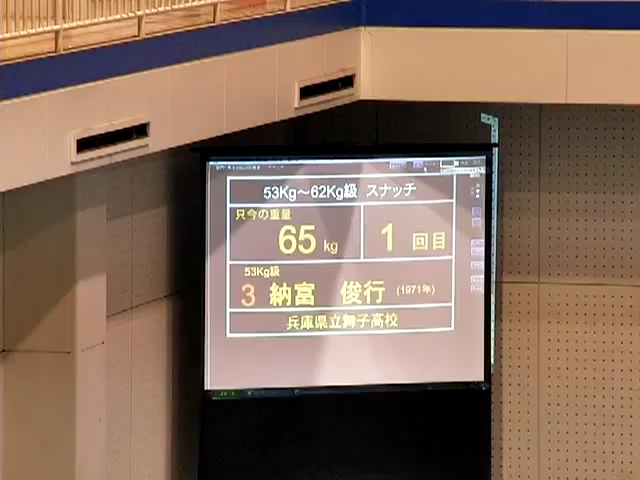 53Kg～62Kg級 スナッチ
只今の重量
65 kg
1 回目
53Kg級
3 納富 俊行 (1971年)
兵庫県立舞子高校